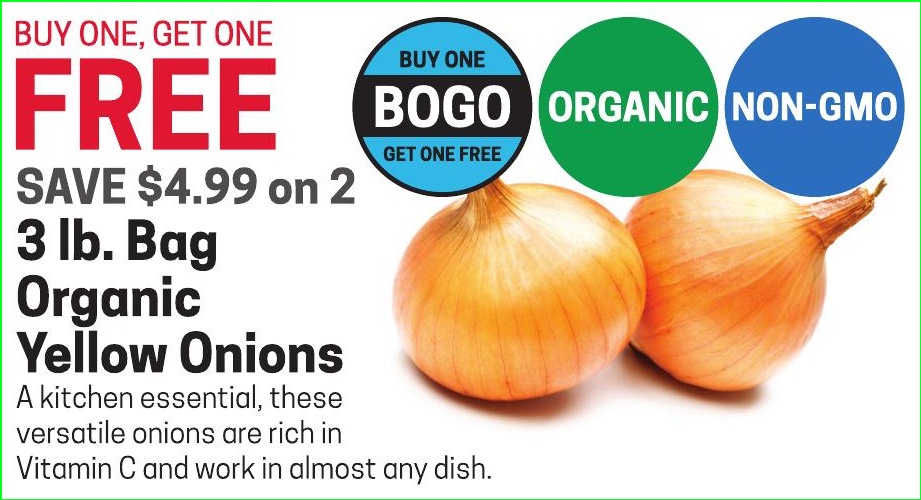 BUY ONE, GET ONE
FREE
SAVE $4.99 on 2
3 lb. Bag
Organic
Yellow Onions
A kitchen essential, these
versatile onions are rich in
Vitamin C and work in almost any dish.
BUY ONE
BOGO
GET ONE FREE
ORGANIC
NON-GMO